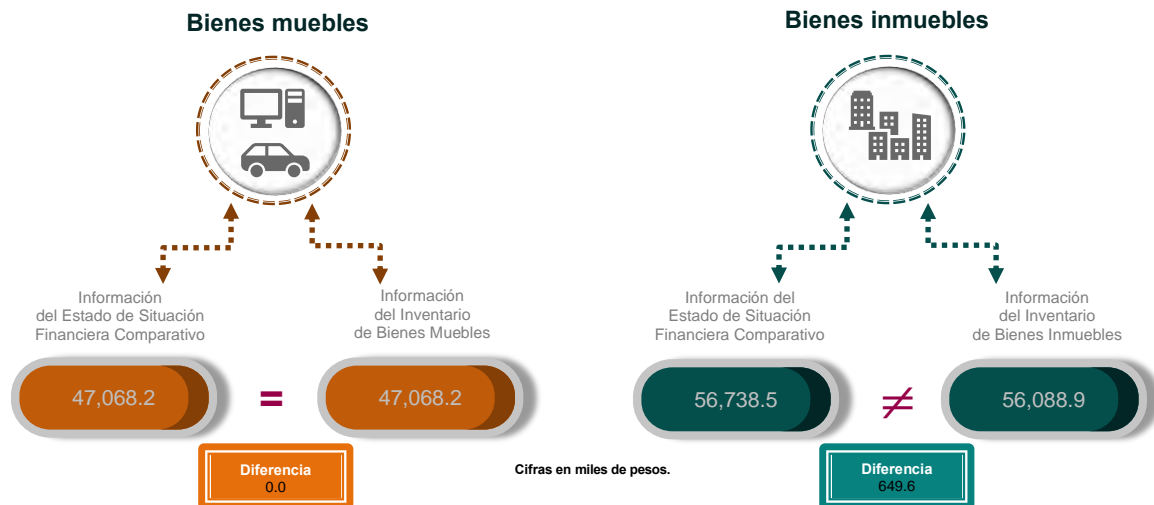 Bienes muebles
Información
del Estado de Situación
Financiera Comparativo
Información
del Inventario
de Bienes Muebles
47,068.2
=
47,068.2
Diferencia
0.0
Cifras en miles de pesos.
Bienes inmuebles
Información del
Estado de Situación
Financiera Comparativo
Información
del Inventario
de Bienes Inmuebles
56,738.5
≠
56,088.9
Diferencia
649.6